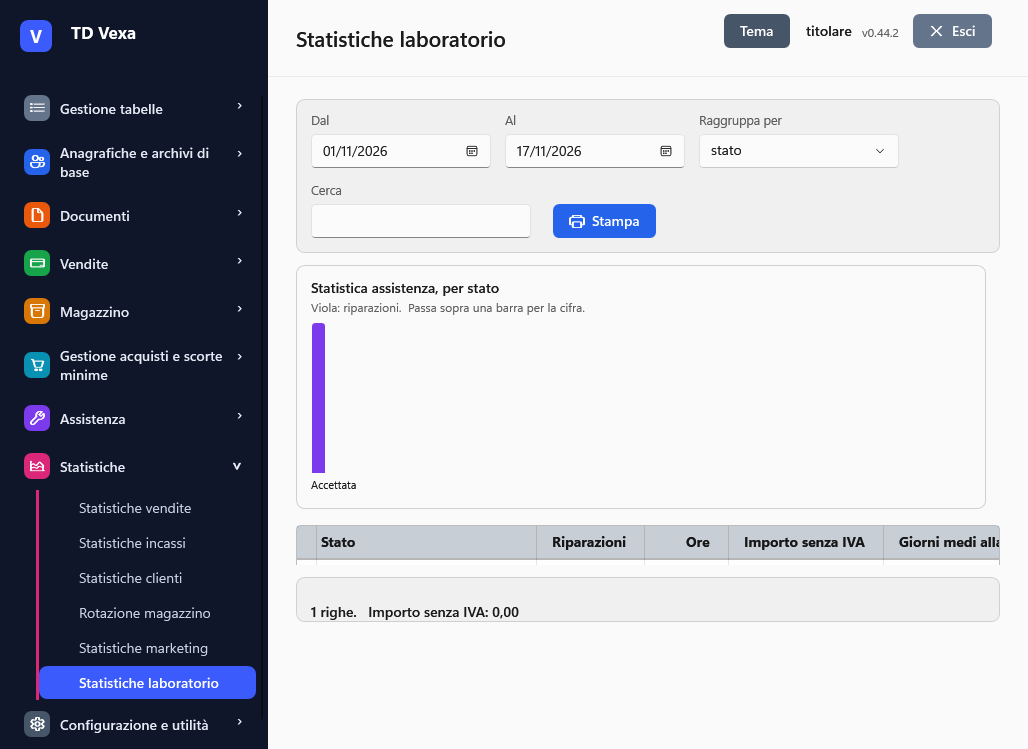 V TD Vexa
Gestione tabelle
Anagrafiche e archivi di
base
Documenti
Vendite
Magazzino
Gestione acquisti e scorte
minime
Assistenza
Statistiche
Statistiche vendite
Statistiche incassi
Statistiche clienti
Rotazione magazzino
Statistiche marketing
Statistiche laboratorio
Configurazione e utilità
Statistiche laboratorio
Tema titolare v0.44.2 Esci
Dal Al Raggruppa per
01/11/2026 17/11/2026 stato
Cerca
Stampa
Statistica assistenza, per stato
Viola: riparazioni. Passa sopra una barra per la cifra.
Accettata
Stato Riparazioni Ore Importo senza IVA Giorni medi alla
1 righe. Importo senza IVA: 0,00